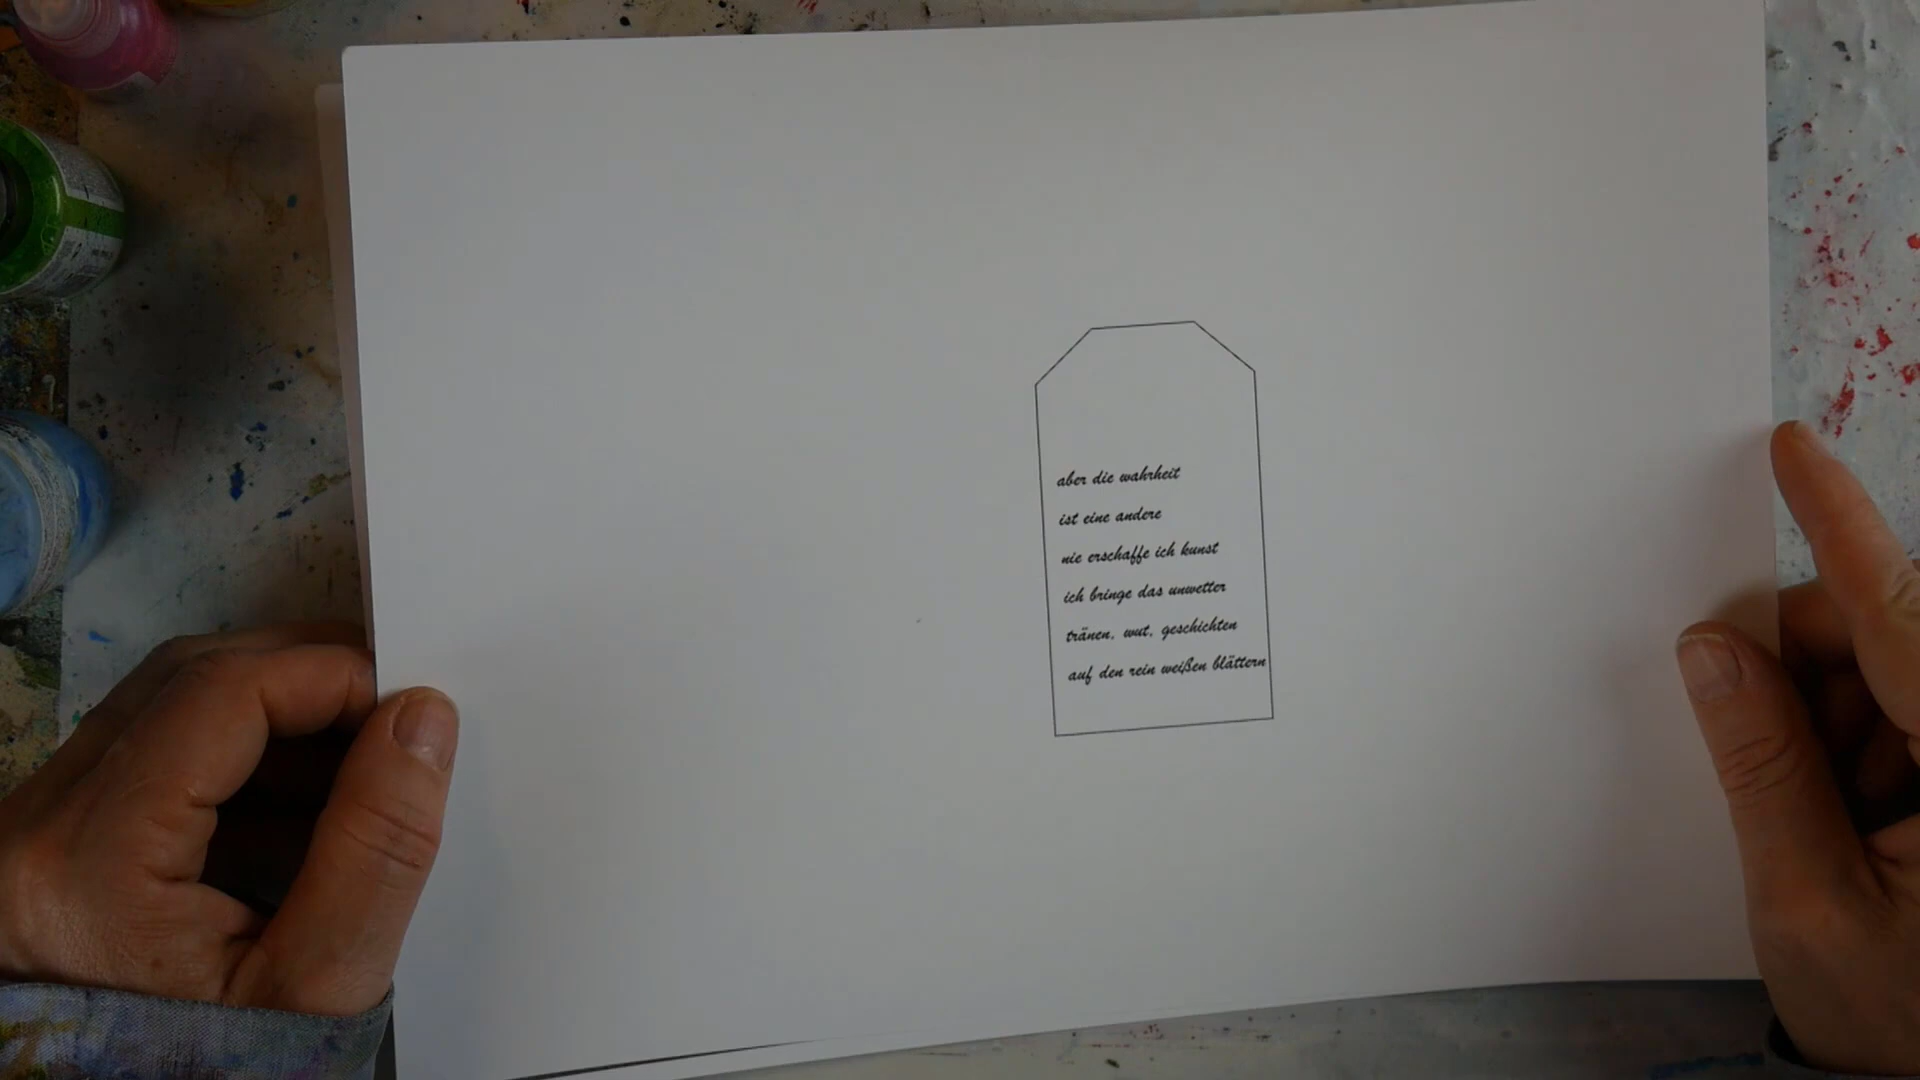 aber die wahrheit
ist eine andere
nie erschaffe ich kunst
ich bringe das unwetter
tränen, wut, geschichten
auf den rein weißen blättern